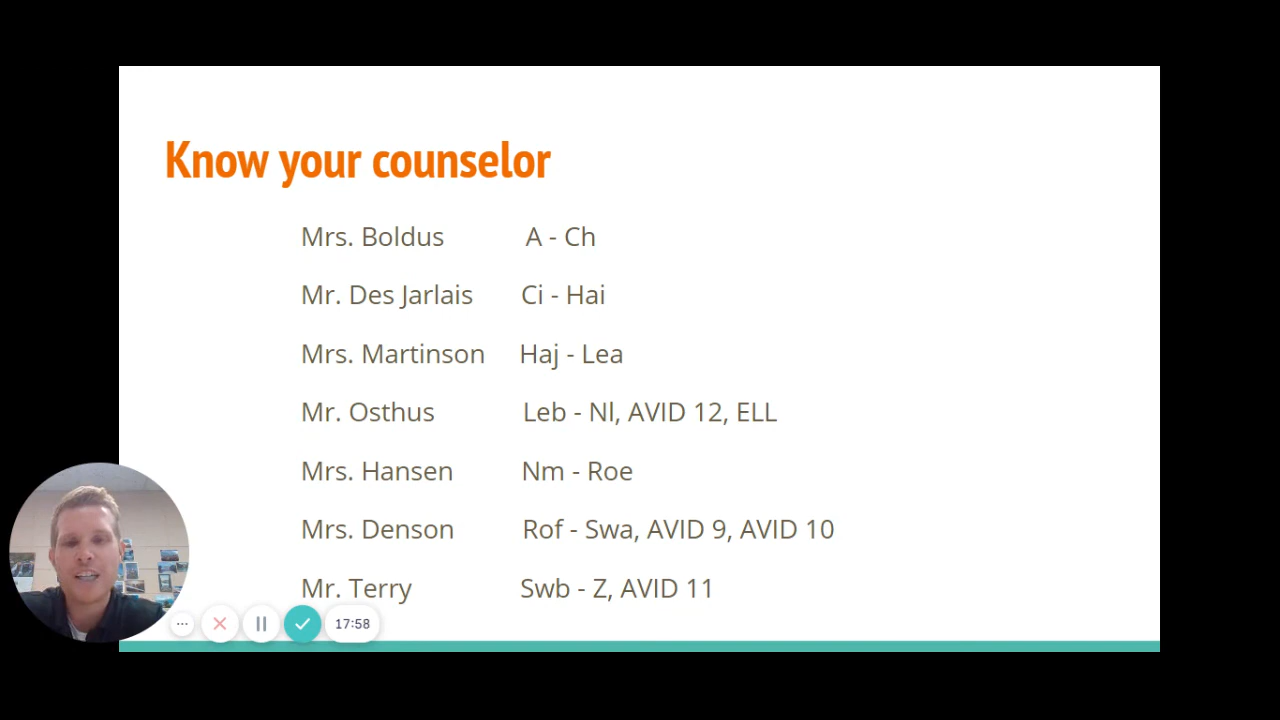 Know your counselor
Mrs. Boldus A - Ch
Mr. Des Jarlais Ci - Hai
Mrs. Martinson Haj - Lea
Mr. Osthus Leb - Nl, AVID 12, ELL
Mrs. Hansen Nm - Roe
Mrs. Denson Rof - Swa, AVID 9, AVID 10
Mr. Terry Swb - Z, AVID 11
17:58